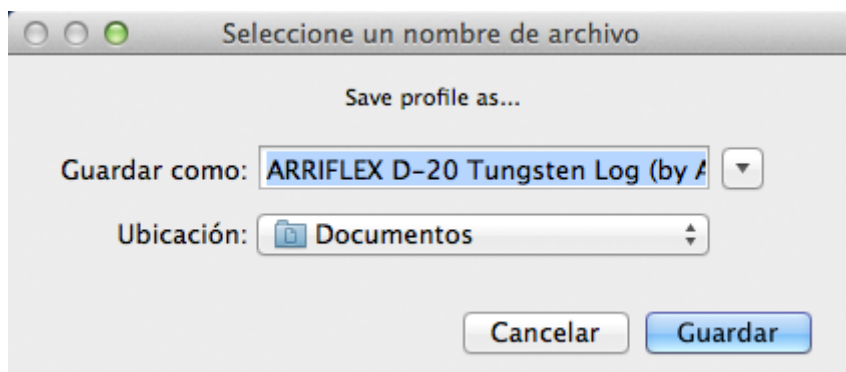 Seleccione un nombre de archivo
Save profile as...
Guardar como: ARRIFLEX D-20 Tungsten Log (by A
Ubicación: Documentos
Cancelar Guardar